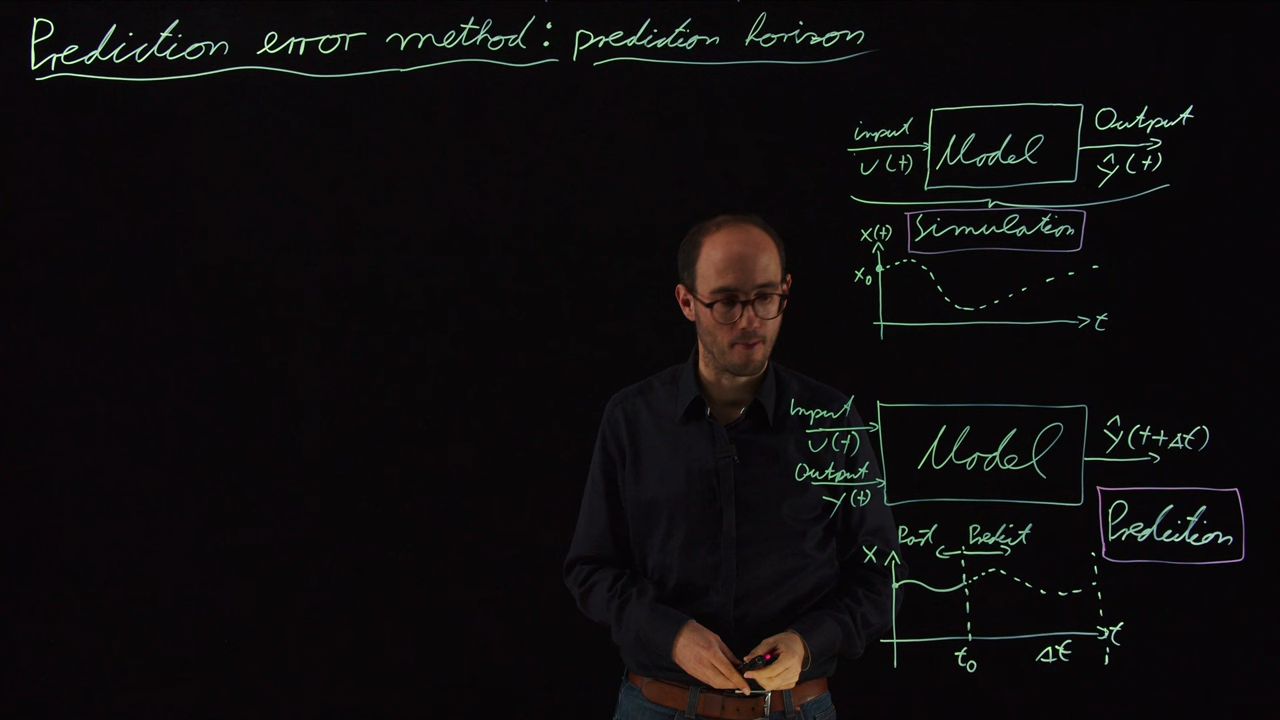 Prediction error method: prediction horizon
input
u(t)
Model
Output
ŷ(t)
Simulation
x(t)
x₀
t
Input
u(t)
Output
y(t)
Model
ŷ(t+Δt)
Prediction
Past
Predict
x
t₀
Δt
t